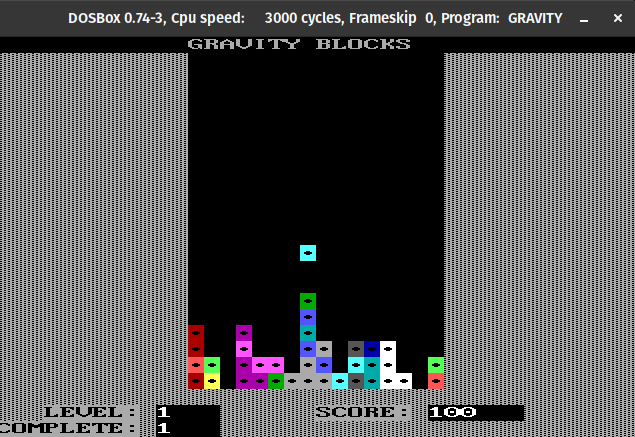 DOSBox 0.74-3, Cpu speed: 3000 cycles, Frameskip 0, Program: GRAVITY
GRAVITY BLOCKS
LEVEL: 1 SCORE: 100
COMPLETE: 1